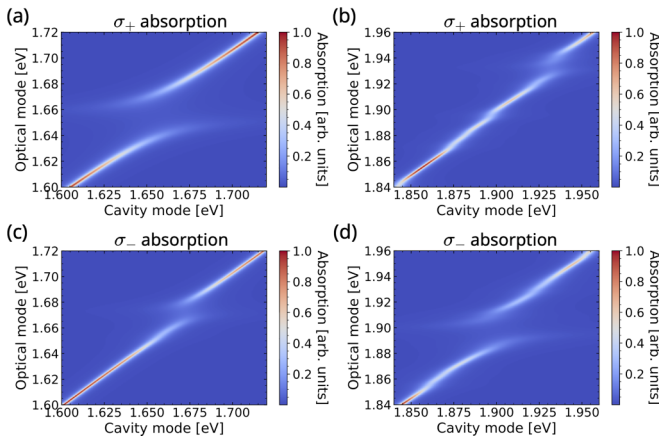 (a)
σ+ absorption
1.72
1.70
1.68
1.66
1.64
1.62
1.60
Optical mode [eV]
1.600 1.625 1.650 1.675 1.700
Cavity mode [eV]
1.0
0.8
0.6
0.4
0.2
Absorption [arb. units]
(b)
σ+ absorption
1.96
1.94
1.92
1.90
1.88
1.86
1.84
Optical mode [eV]
1.850 1.875 1.900 1.925 1.950
Cavity mode [eV]
1.0
0.8
0.6
0.4
0.2
Absorption [arb. units]
(c)
σ− absorption
1.72
1.70
1.68
1.66
1.64
1.62
1.60
Optical mode [eV]
1.600 1.625 1.650 1.675 1.700
Cavity mode [eV]
1.0
0.8
0.6
0.4
0.2
Absorption [arb. units]
(d)
σ− absorption
1.96
1.94
1.92
1.90
1.88
1.86
1.84
Optical mode [eV]
1.850 1.875 1.900 1.925 1.950
Cavity mode [eV]
1.0
0.8
0.6
0.4
0.2
Absorption [arb. units]